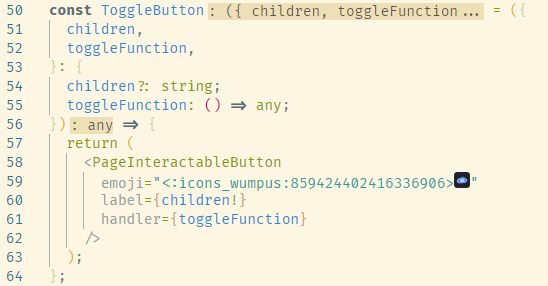 50 const ToggleButton: ({ children, toggleFunction... = ({
51   children,
52   toggleFunction,
53 }: {
54   children?: string;
55   toggleFunction: () => any;
56 }): any => {
57   return (
58     <PageInteractableButton
59       emoji="<:icons_wumpus:859424402416336906>"
60       label={children!}
61       handler={toggleFunction}
62     />
63   );
64 };